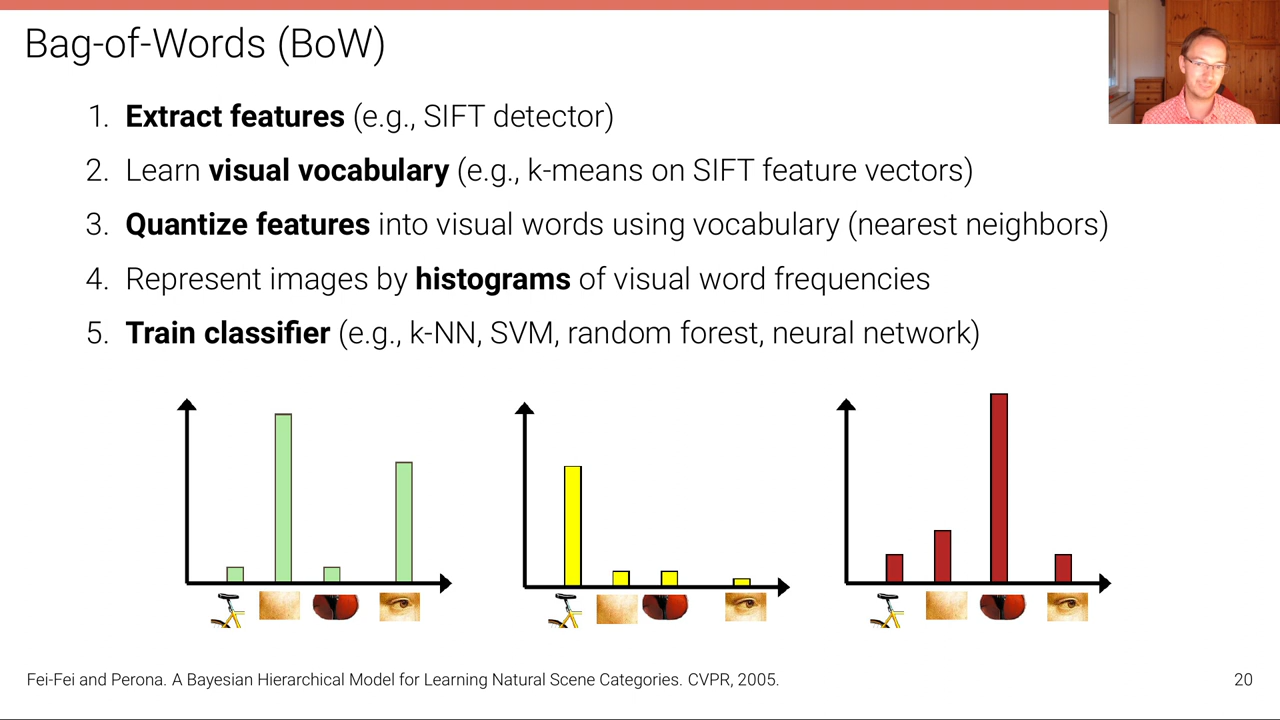 Bag-of-Words (BoW)
1. Extract features (e.g., SIFT detector)
2. Learn visual vocabulary (e.g., k-means on SIFT feature vectors)
3. Quantize features into visual words using vocabulary (nearest neighbors)
4. Represent images by histograms of visual word frequencies
5. Train classifier (e.g., k-NN, SVM, random forest, neural network)
Fei-Fei and Perona. A Bayesian Hierarchical Model for Learning Natural Scene Categories. CVPR, 2005.
20